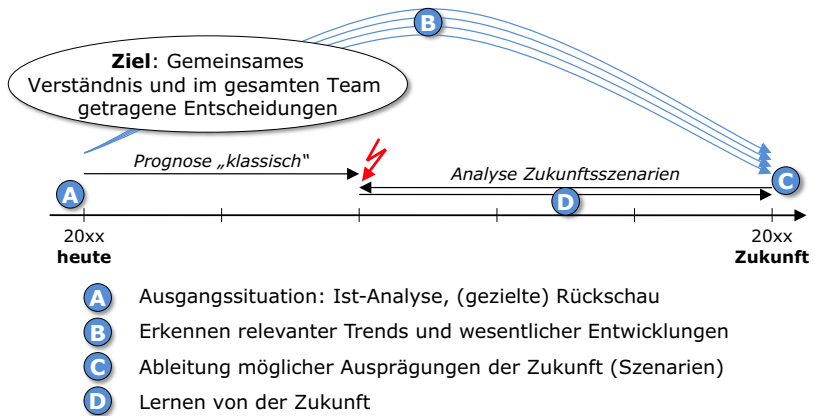 B
Ziel: Gemeinsames
Verständnis und im gesamten Team
getragene Entscheidungen
Prognose „klassisch“
Analyse Zukunftsszenarien
A
C
D
20xx
heute
20xx
Zukunft
A Ausgangssituation: Ist-Analyse, (gezielte) Rückschau
B Erkennen relevanter Trends und wesentlicher Entwicklungen
C Ableitung möglicher Ausprägungen der Zukunft (Szenarien)
D Lernen von der Zukunft